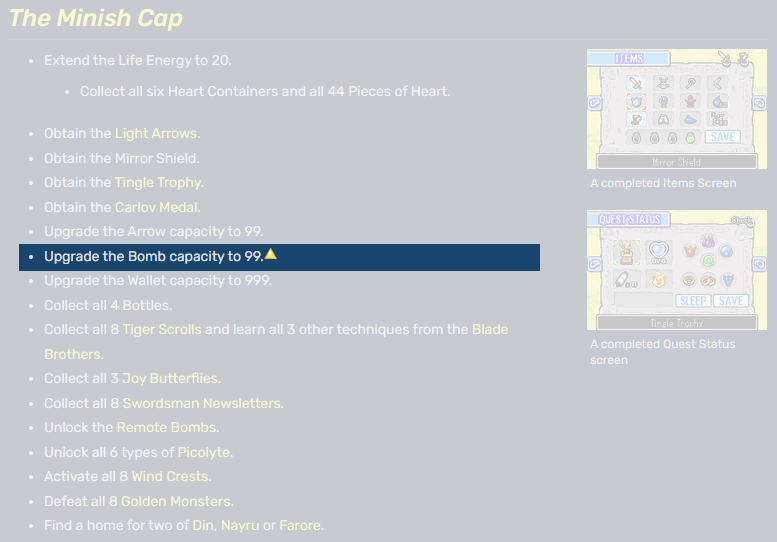 The Minish Cap
Extend the Life Energy to 20.
Collect all six Heart Containers and all 44 Pieces of Heart.
Obtain the Light Arrows.
Obtain the Mirror Shield.
Obtain the Tingle Trophy.
Obtain the Carlov Medal.
Upgrade the Arrow capacity to 99.
Upgrade the Bomb capacity to 99.
Upgrade the Wallet capacity to 999.
Collect all 4 Bottles.
Collect all 8 Tiger Scrolls and learn all 3 other techniques from the Blade
Brothers.
Collect all 3 Joy Butterflies.
Collect all 8 Swordsman Newsletters.
Unlock the Remote Bombs.
Unlock all 6 types of Picolyte.
Activate all 8 Wind Crests.
Defeat all 8 Golden Monsters.
Find a home for two of Din, Nayru or Farore.
ITEMS
SAVE
Mirror Shield
A completed Items Screen
QUEST STATUS
SLEEP SAVE
Tingle Trophy
A completed Quest Status
screen